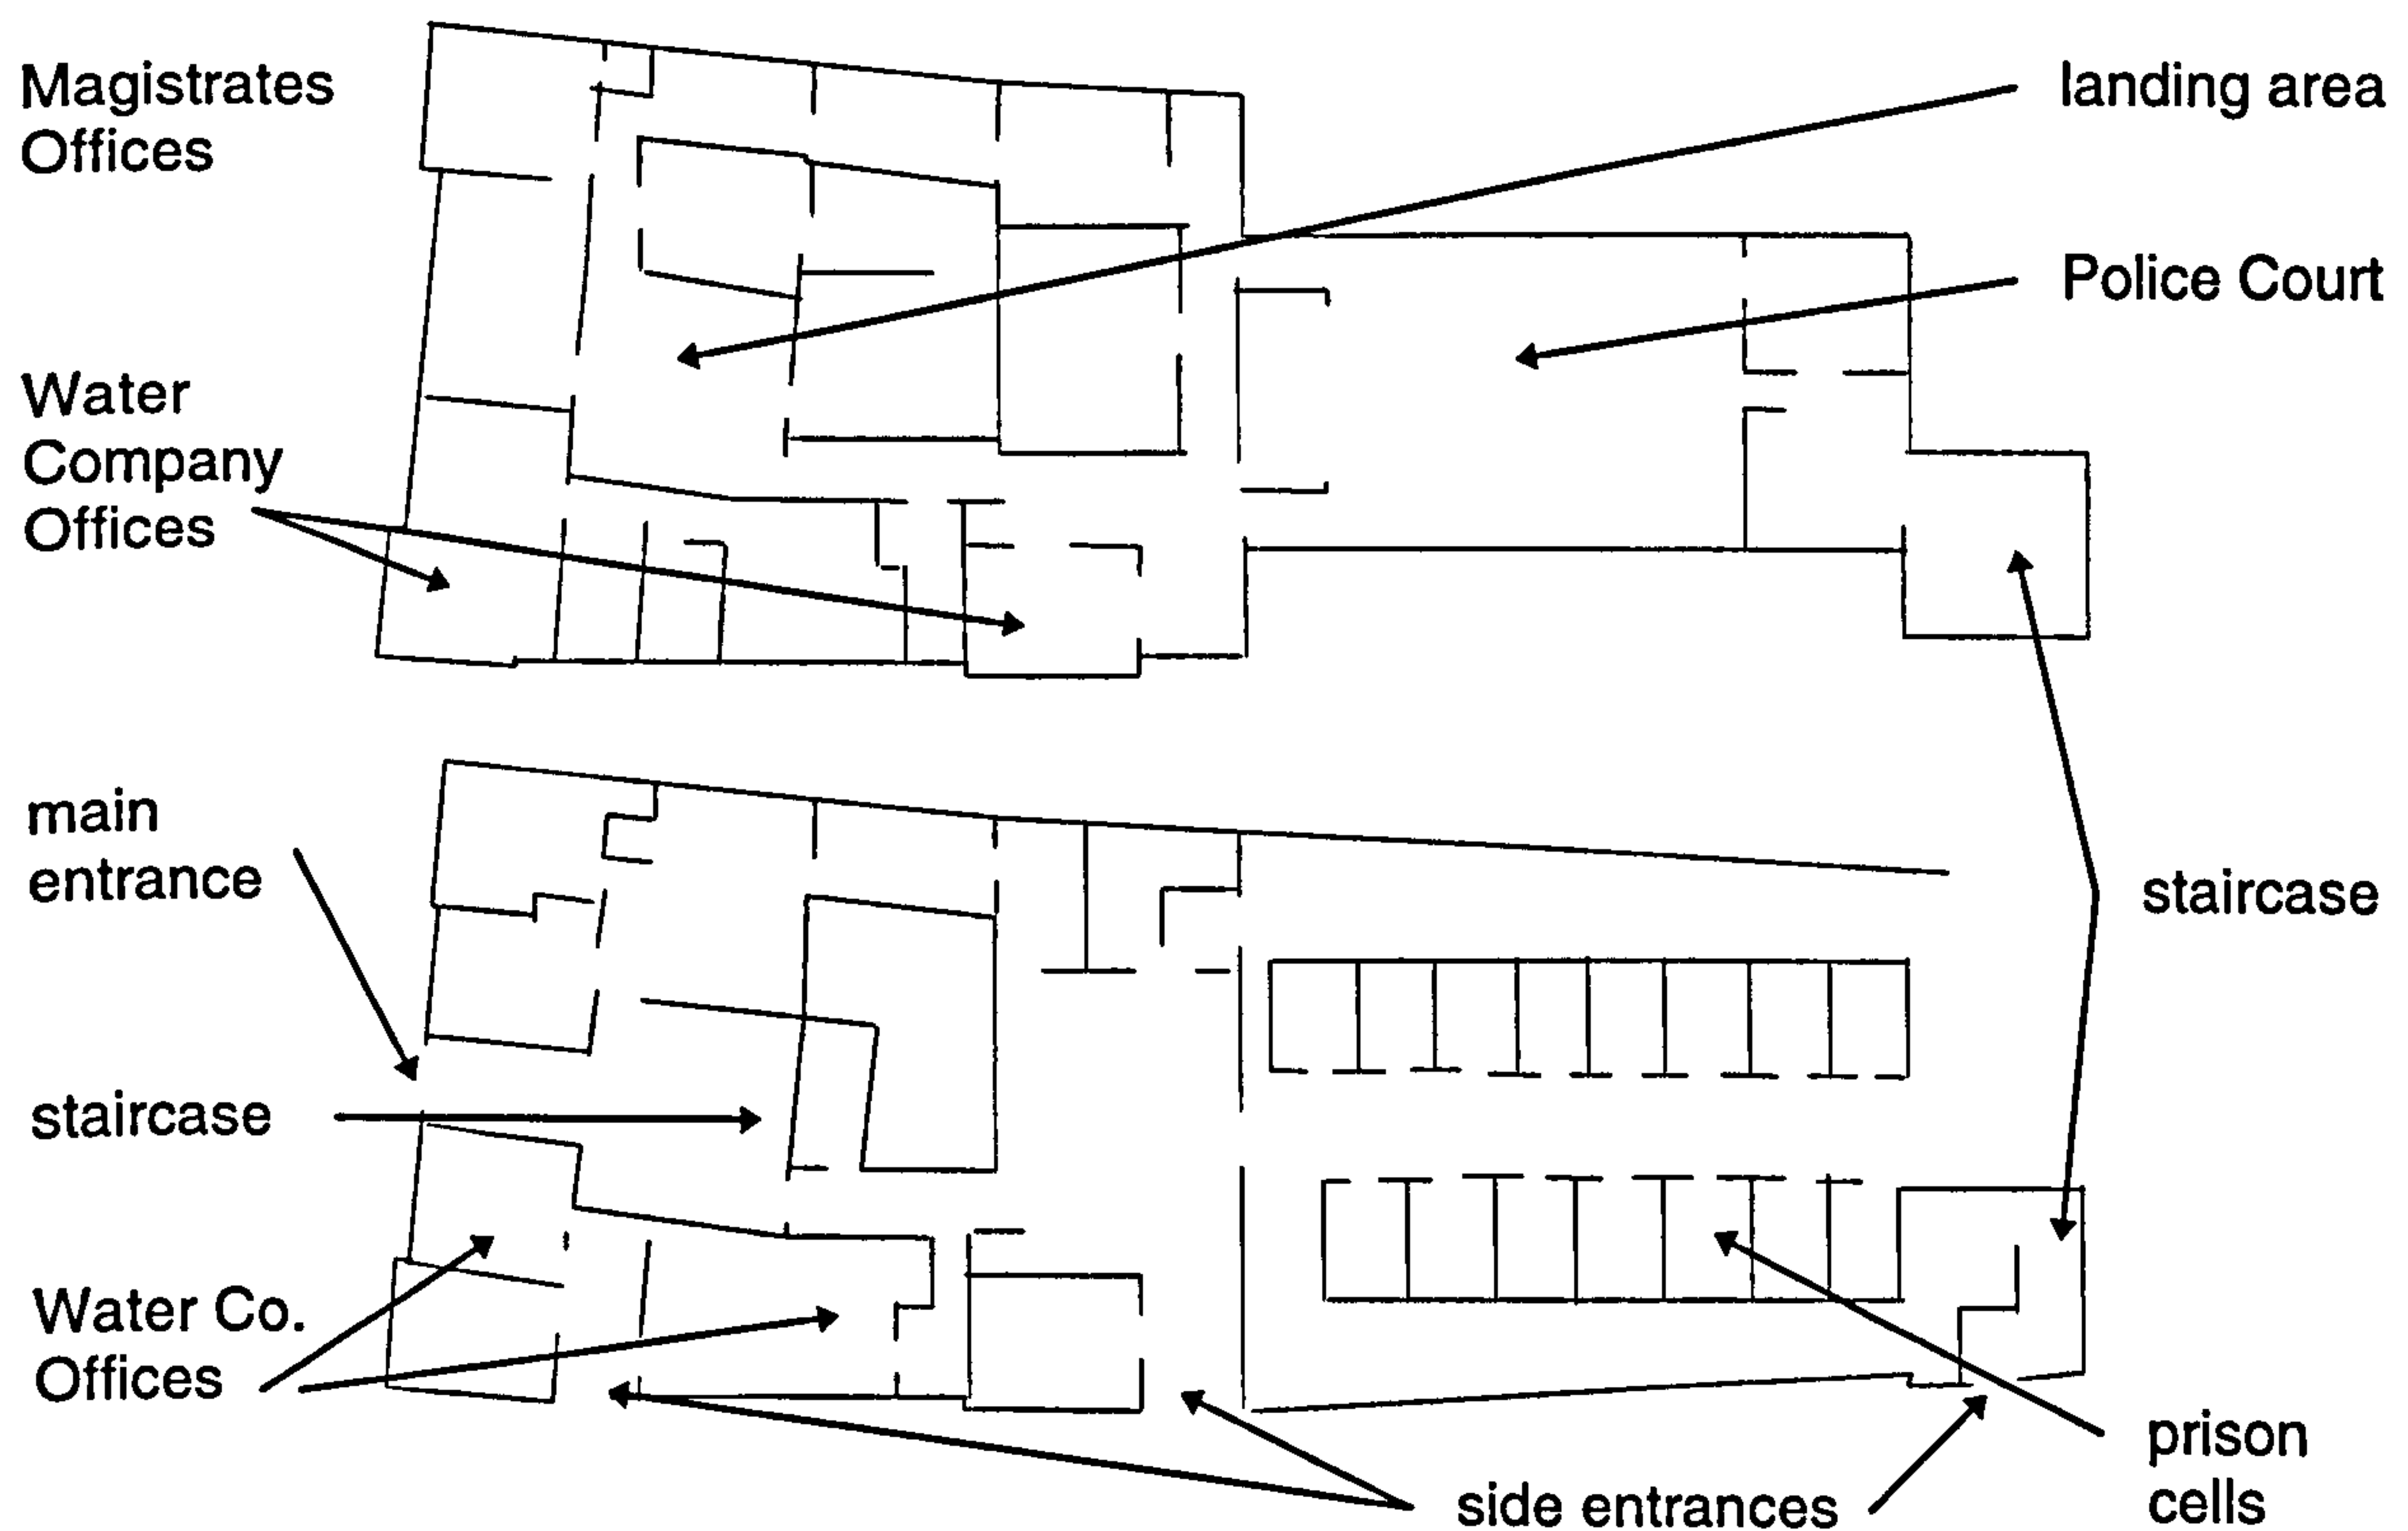 Magistrates
Offices
landing area
Police Court
Water
Company
Offices
main
entrance
staircase
staircase
Water Co.
Offices
prison
cells
side entrances